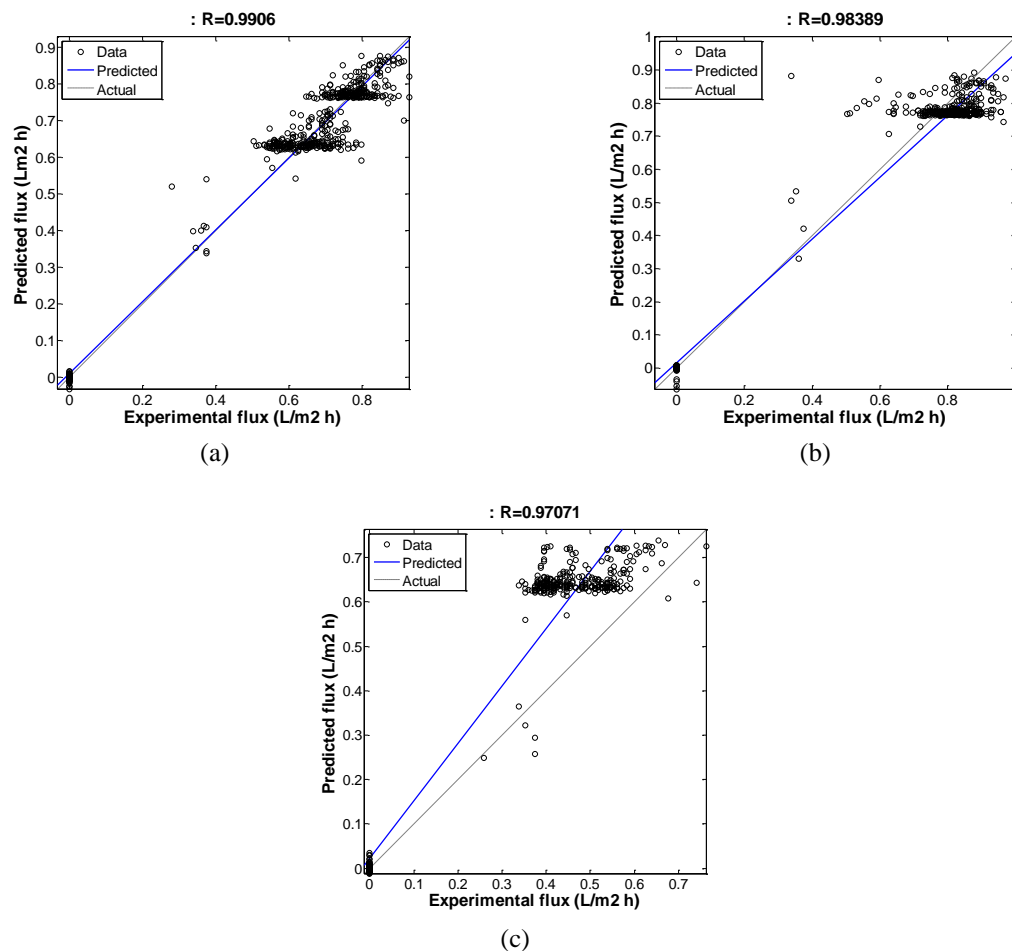 : R=0.9906
0.9
0.8
0.7
0.6
0.5
0.4
0.3
0.2
0.1
0
Predicted flux (Lm2 h)
Data
Predicted
Actual
0
0.2
0.4
0.6
0.8
Experimental flux (L/m2 h)
(a)
: R=0.98389
1
0.9
0.8
0.7
0.6
0.5
0.4
0.3
0.2
0.1
0
Predicted flux (L/m2 h)
Data
Predicted
Actual
0
0.2
0.4
0.6
0.8
Experimental flux (L/m2 h)
(b)
: R=0.97071
0.7
0.6
0.5
0.4
0.3
0.2
0.1
0
Predicted flux (L/m2 h)
Data
Predicted
Actual
0
0.1
0.2
0.3
0.4
0.5
0.6
0.7
Experimental flux (L/m2 h)
(c)